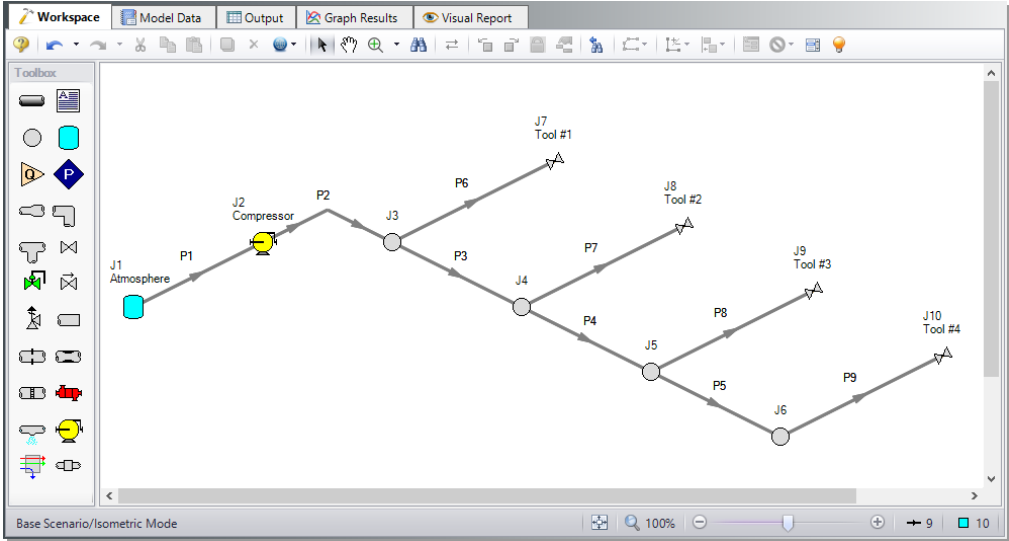 Workspace
Model Data
Output
Graph Results
Visual Report
Toolbox
A
Q
P
J7
Tool #1
J8
Tool #2
P6
P2
J2
Compressor
J3
P7
J9
Tool #3
P1
P3
J1
Atmosphere
J4
P8
J10
Tool #4
P4
J5
P5
P9
J6
Base Scenario/Isometric Mode
100%
9
10